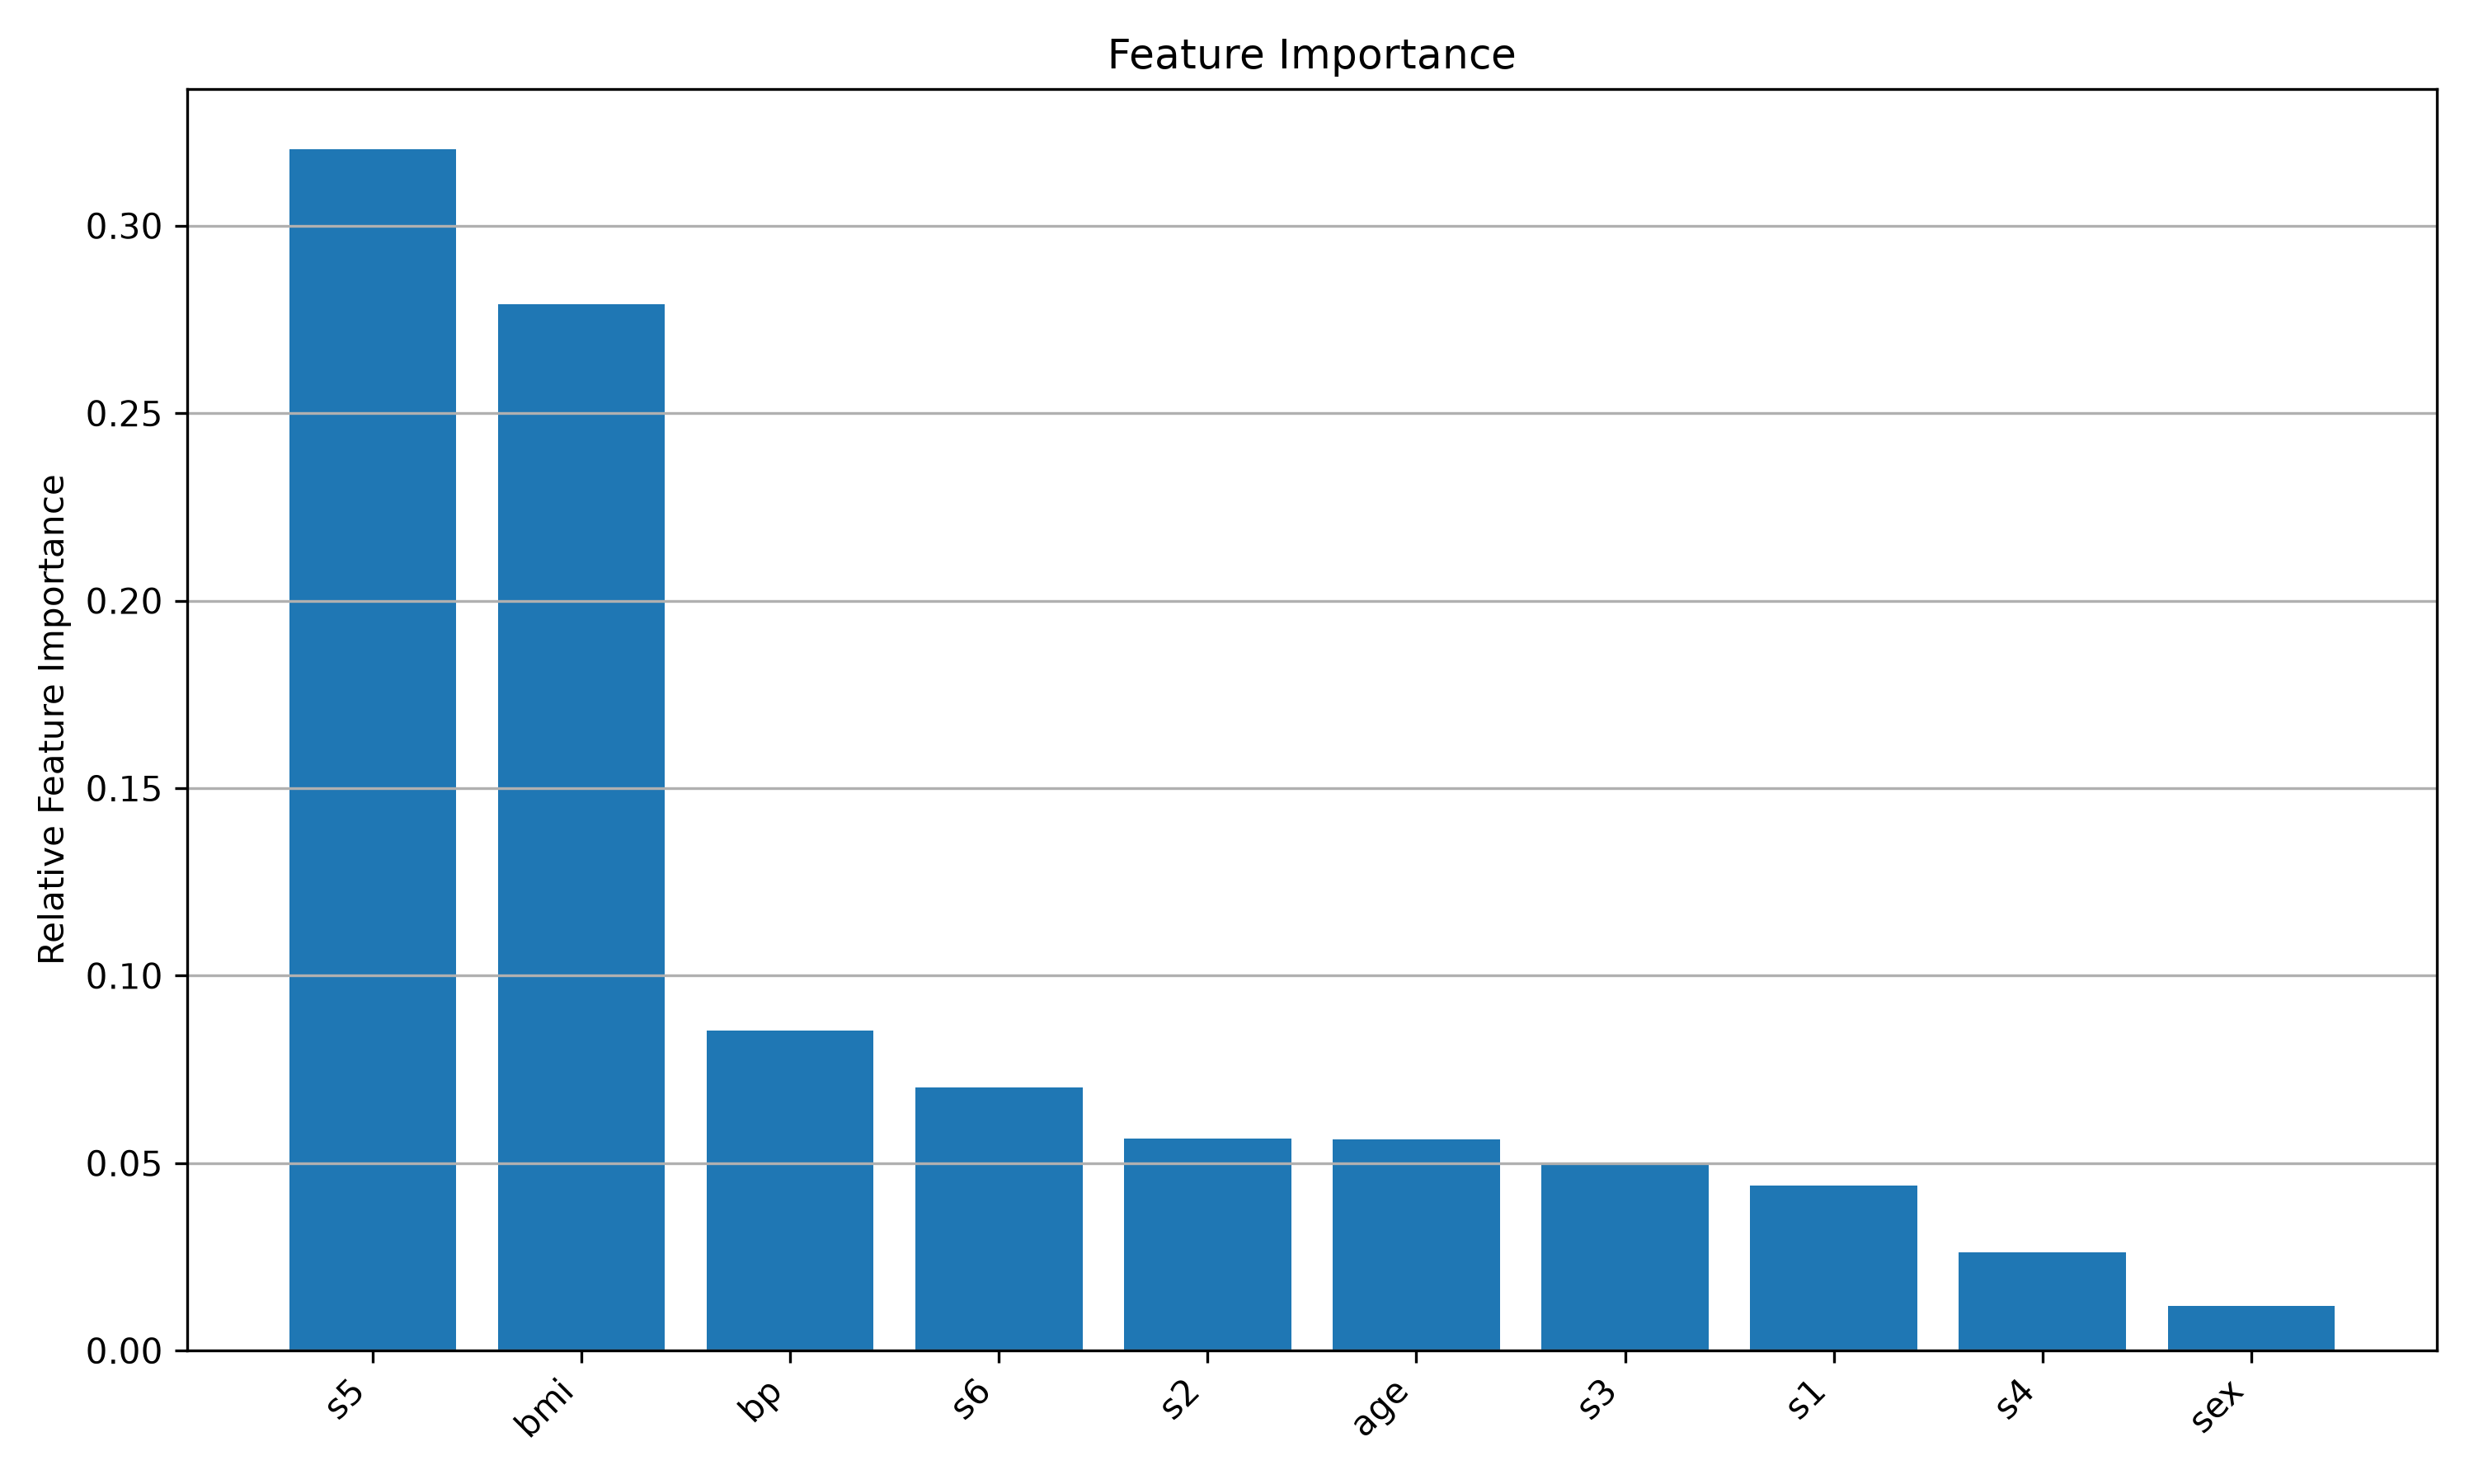 Feature Importance
Relative Feature Importance
0.30
0.25
0.20
0.15
0.10
0.05
0.00
s5
bmi
bp
s6
s2
age
s3
s1
s4
sex